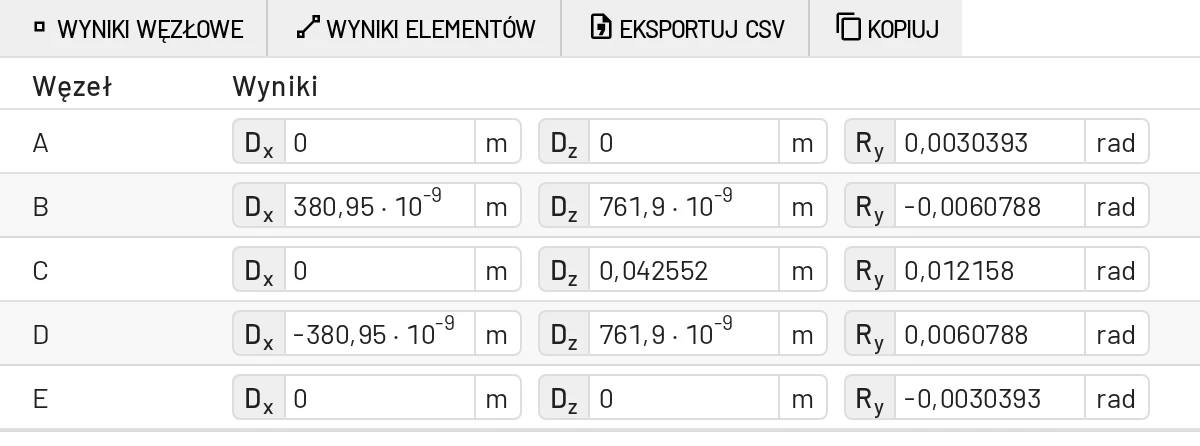 WYNIKI WĘZŁOWE WYNIKI ELEMENTÓW EKSPORTUJ CSV KOPIUJ
Węzeł Wyniki
A Dx 0 m Dz 0 m Ry 0,0030393 rad
B Dx 380,95 · 10⁻⁹ m Dz 761,9 · 10⁻⁹ m Ry -0,0060788 rad
C Dx 0 m Dz 0,042552 m Ry 0,012158 rad
D Dx -380,95 · 10⁻⁹ m Dz 761,9 · 10⁻⁹ m Ry 0,0060788 rad
E Dx 0 m Dz 0 m Ry -0,0030393 rad